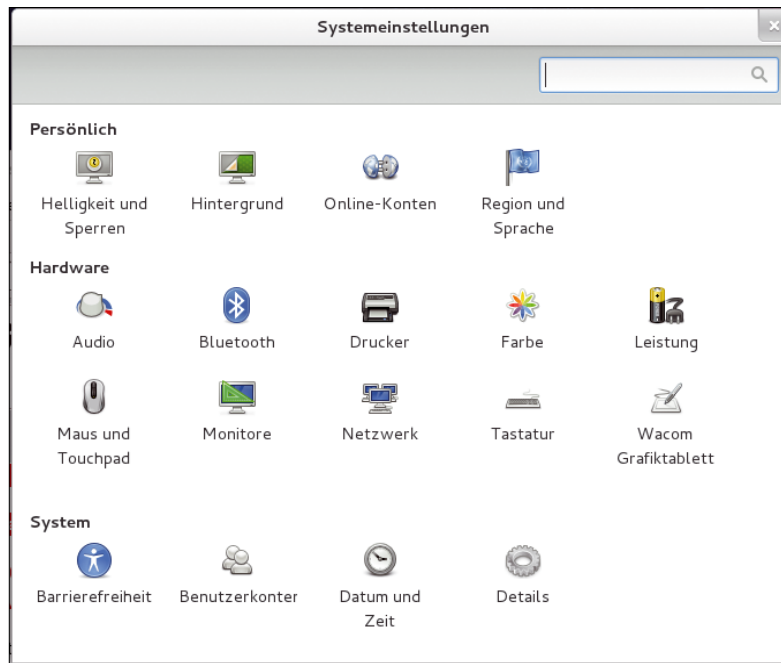 Systemeinstellungen
Persönlich
Helligkeit und
Sperren
Hintergrund
Online-Konten
Region und
Sprache
Hardware
Audio
Bluetooth
Drucker
Farbe
Leistung
Maus und
Touchpad
Monitore
Netzwerk
Tastatur
Wacom
Grafiktablett
System
Barrierefreiheit
Benutzerkonter
Datum und
Zeit
Details